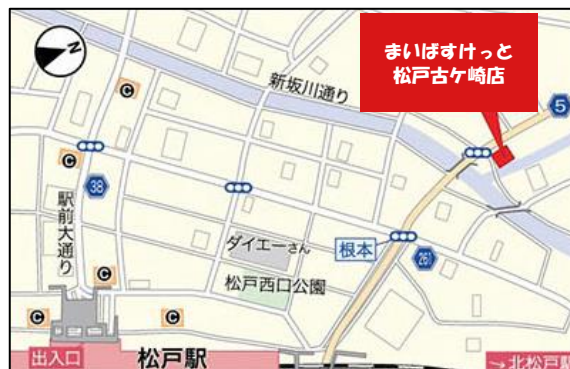 N
まいばすけっと
松戸古ケ崎店
5
新坂川通り
C
C
38
駅前大通り
ダイエーさん
根本
261
松戸西口公園
C
C
C
出入口
松戸駅
→北松戸駅